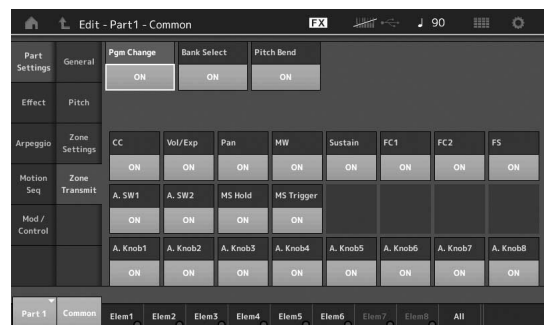 Edit - Part1 - Common FX 90
Part Settings
General
Pgm Change Bank Select Pitch Bend
ON ON ON
Effect Pitch
Arpeggio Zone Settings
CC Vol/Exp Pan MW Sustain FC1 FC2 FS
ON ON ON ON ON ON ON ON
Motion Seq
Zone Transmit
A. SW1 A. SW2 MS Hold MS Trigger
ON ON ON ON
Mod / Control
A. Knob1 A. Knob2 A. Knob3 A. Knob4 A. Knob5 A. Knob6 A. Knob7 A. Knob8
ON ON ON ON ON ON ON ON
Part 1 Common Elem1 Elem2 Elem3 Elem4 Elem5 Elem6 Elem7 Elem8 All